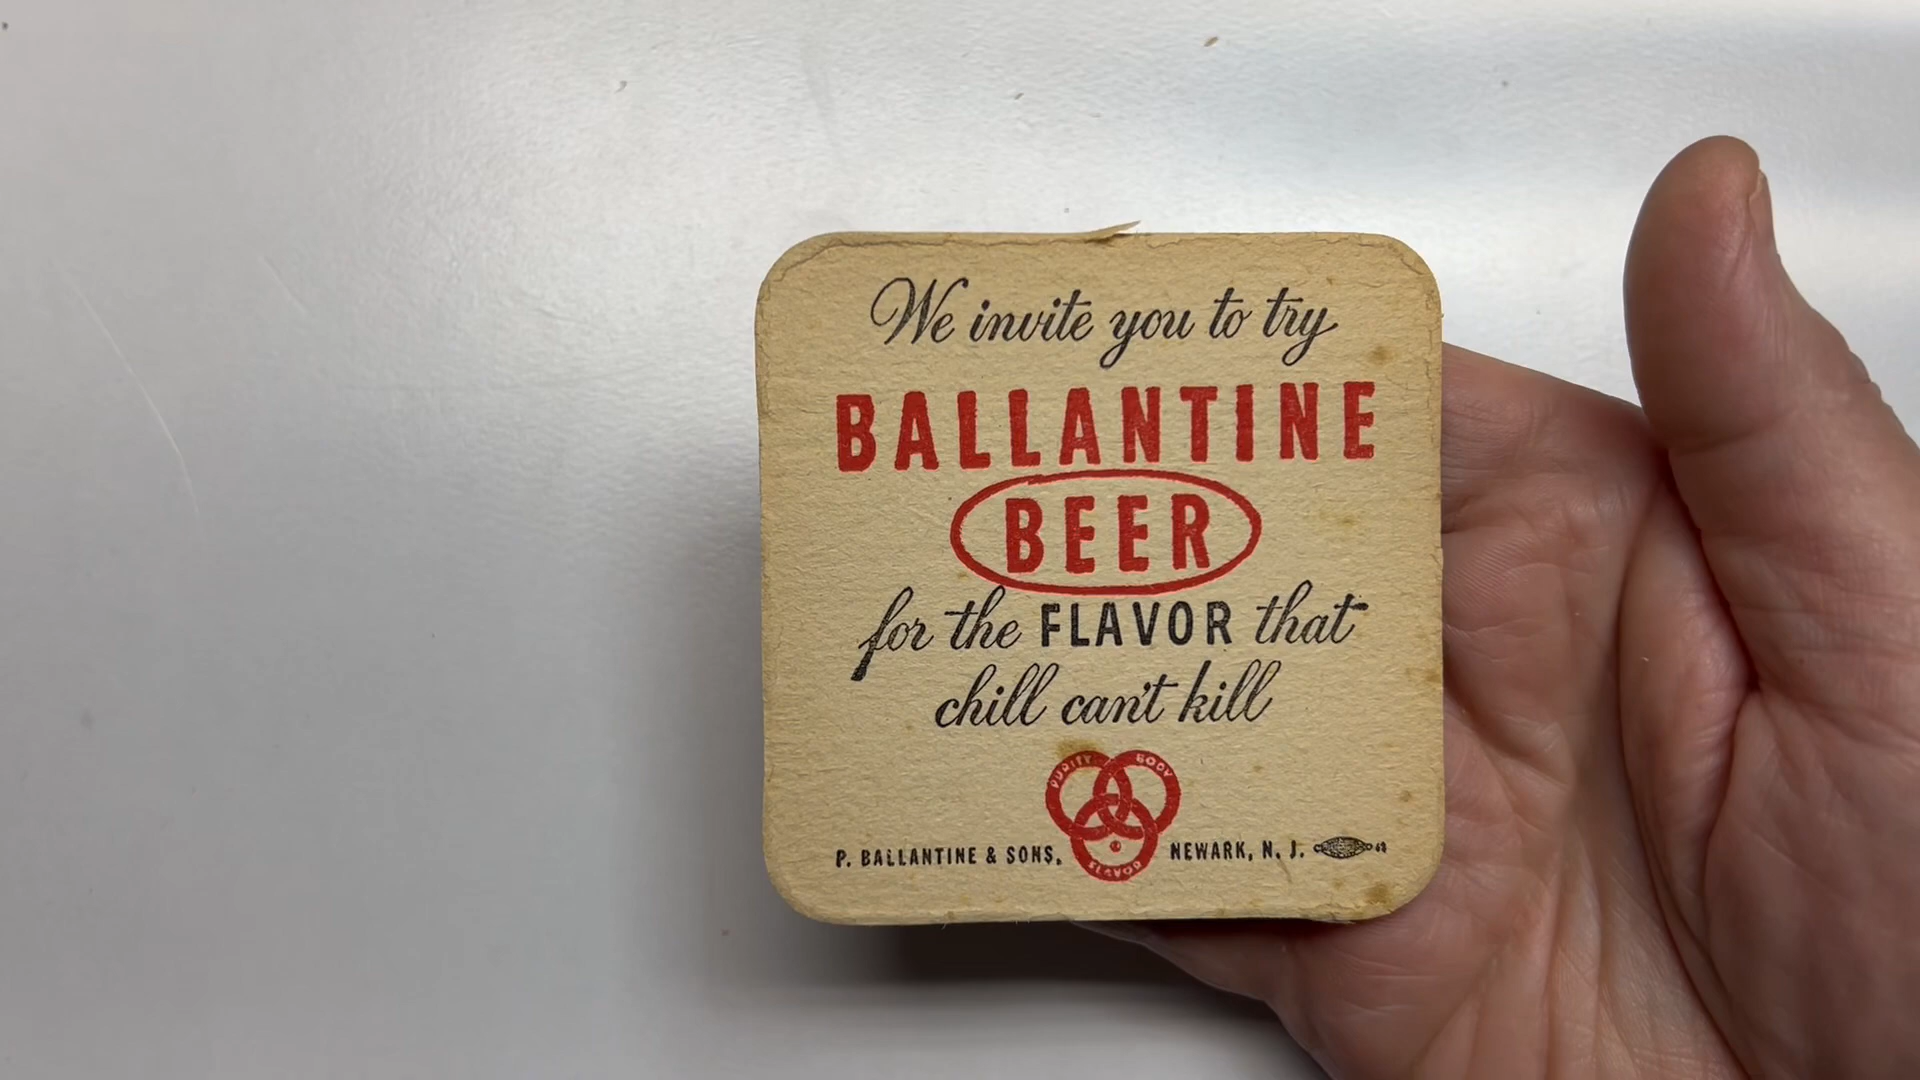 We invite you to try
BALLANTINE
BEER
for the FLAVOR that
chill can't kill
PURITY BODY
FLAVOR
P. BALLANTINE & SONS, NEWARK, N. J.